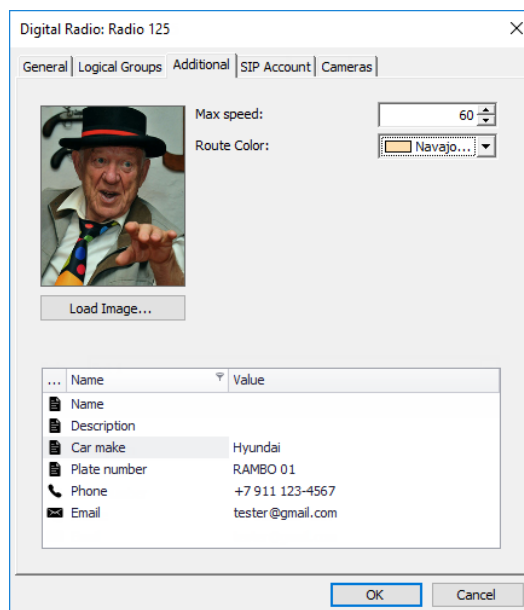 Digital Radio: Radio 125
General Logical Groups Additional SIP Account Cameras
Max speed: 60
Route Color: Navajo...
Load Image...
... Name Value
Name
Description
Car make Hyundai
Plate number RAMBO 01
Phone +7 911 123-4567
Email tester@gmail.com
OK Cancel